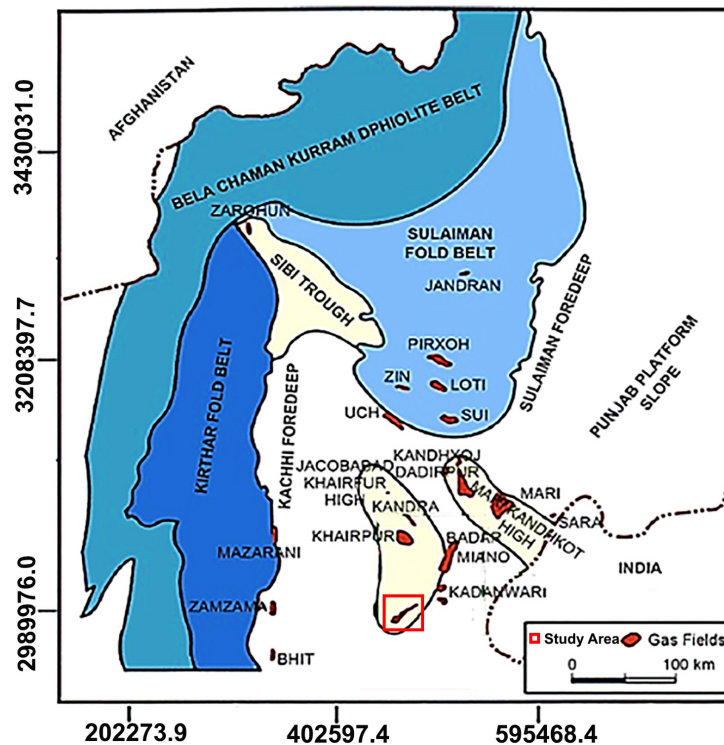 AFGHANISTAN
BELA CHAMAN KURRAM DPHIOLITE BELT
3430031.0
ZARGHUN
SULAIMAN
FOLD BELT
JANDRAN
SIBI TROUGH
SULAIMAN FOREDEEP
PIRXOH
3208397.7
ZIN
LOTI
UCH
SUI
PUNJAB PLATFORM
SLOPE
KIRTHAR FOLD BELT
KACHHI FOREDEEP
KANDHXOJ
JACOBABAD
DADIRPUR
KHAIRFUR
HIGH
MARI KANDHKOT
HIGH
MARI
KANDRA
SARA
KHAIRPUR
BADAR
MIANO
MAZARANI
INDIA
KADANWARI
ZAMZAMA
2989976.0
BHIT
Study Area
Gas Fields
0 100 km
202273.9 402597.4 595468.4